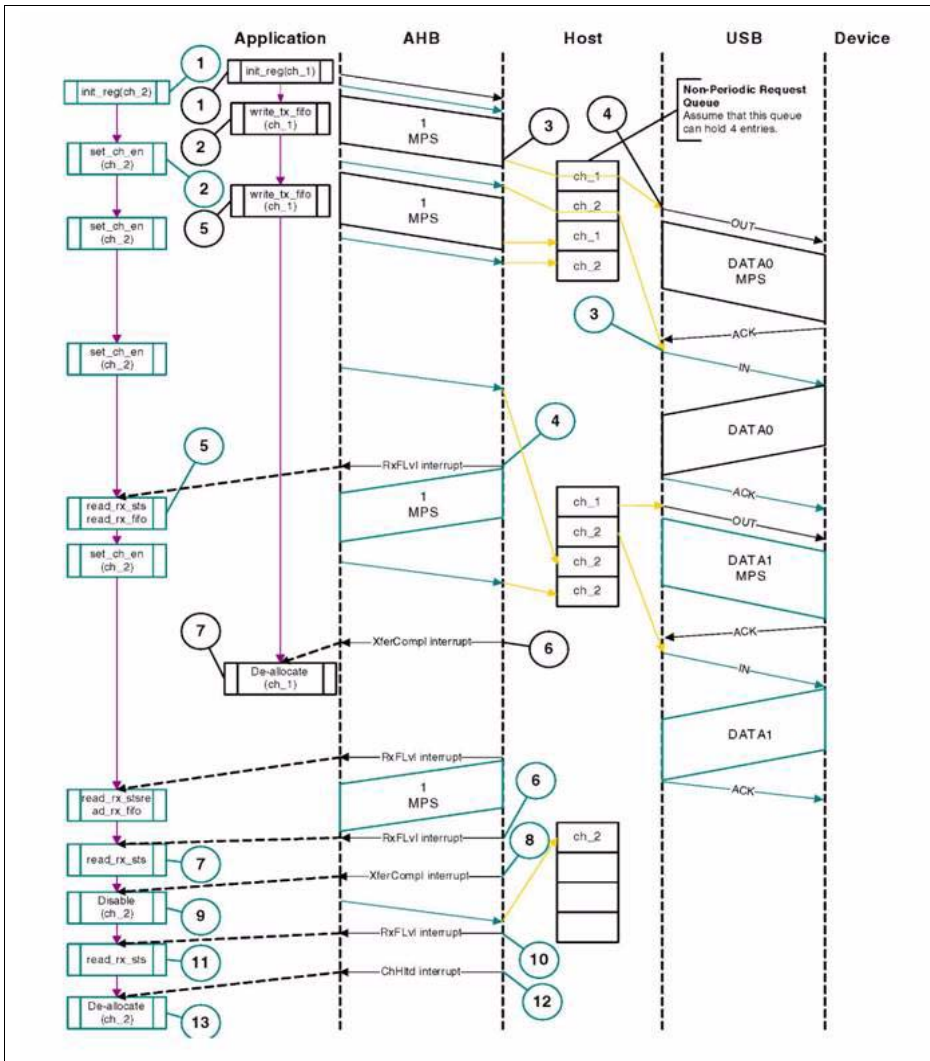 Application
AHB
Host
USB
Device
1
init_reg(ch_1)
init_reg(ch_2)
1
Non-Periodic Request
Queue
Assume that this queue
can hold 4 entries.
write_tx_fifo
(ch_1)
1
MPS
3
4
2
set_ch_en
(ch_2)
ch_1
2
write_tx_fifo
(ch_1)
1
MPS
ch_2
5
OUT
set_ch_en
(ch_2)
ch_1
ch_2
DATA0
MPS
3
ACK
set_ch_en
(ch_2)
IN
4
DATA0
5
RxFLvl interrupt
ACK
read_rx_sts
read_rx_fifo
1
MPS
ch_1
OUT
ch_2
set_ch_en
(ch_2)
ch_2
DATA1
MPS
ch_2
7
ACK
XferCompl interrupt
6
De-allocate
(ch_1)
IN
DATA1
RxFLvl interrupt
6
ACK
read_rx_stsre
ad_rx_fifo
1
MPS
RxFLvl interrupt
8
ch_2
read_rx_sts
7
XferCompl interrupt
Disable
(ch_2)
9
RxFLvl interrupt
10
read_rx_sts
11
ChHltd interrupt
12
De-allocate
(ch_2)
13